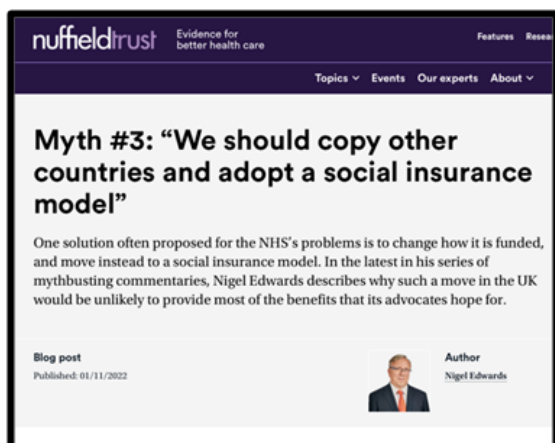 nuffieldtrust
Evidence for
better health care
Features
Topics Events Our experts About
Myth #3: “We should copy other
countries and adopt a social insurance
model”
One solution often proposed for the NHS’s problems is to change how it is funded,
and move instead to a social insurance model. In the latest in his series of
mythbusting commentaries, Nigel Edwards describes why such a move in the UK
would be unlikely to provide most of the benefits that its advocates hope for.
Blog post
Published: 01/11/2022
Author
Nigel Edwards